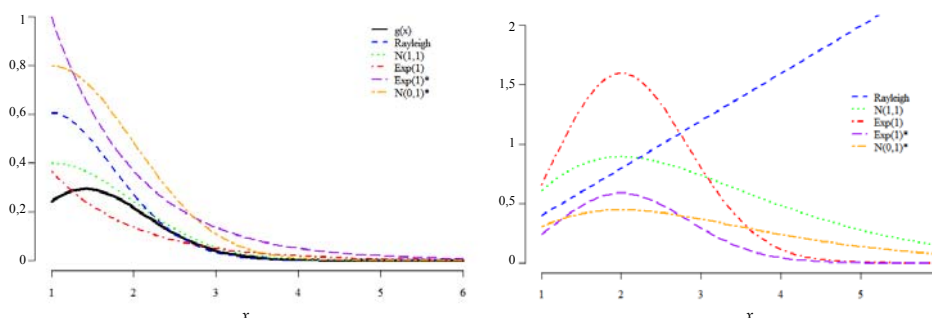 1
0,8
0,6
0,4
0,2
0
1
2
3
4
5
6
x
g(x)
Rayleigh
N(1,1)
Exp(1)
Exp(1)*
N(0,1)*
2
1,5
1
0,5
0
1
2
3
4
5
x
Rayleigh
N(1,1)
Exp(1)
Exp(1)*
N(0,1)*